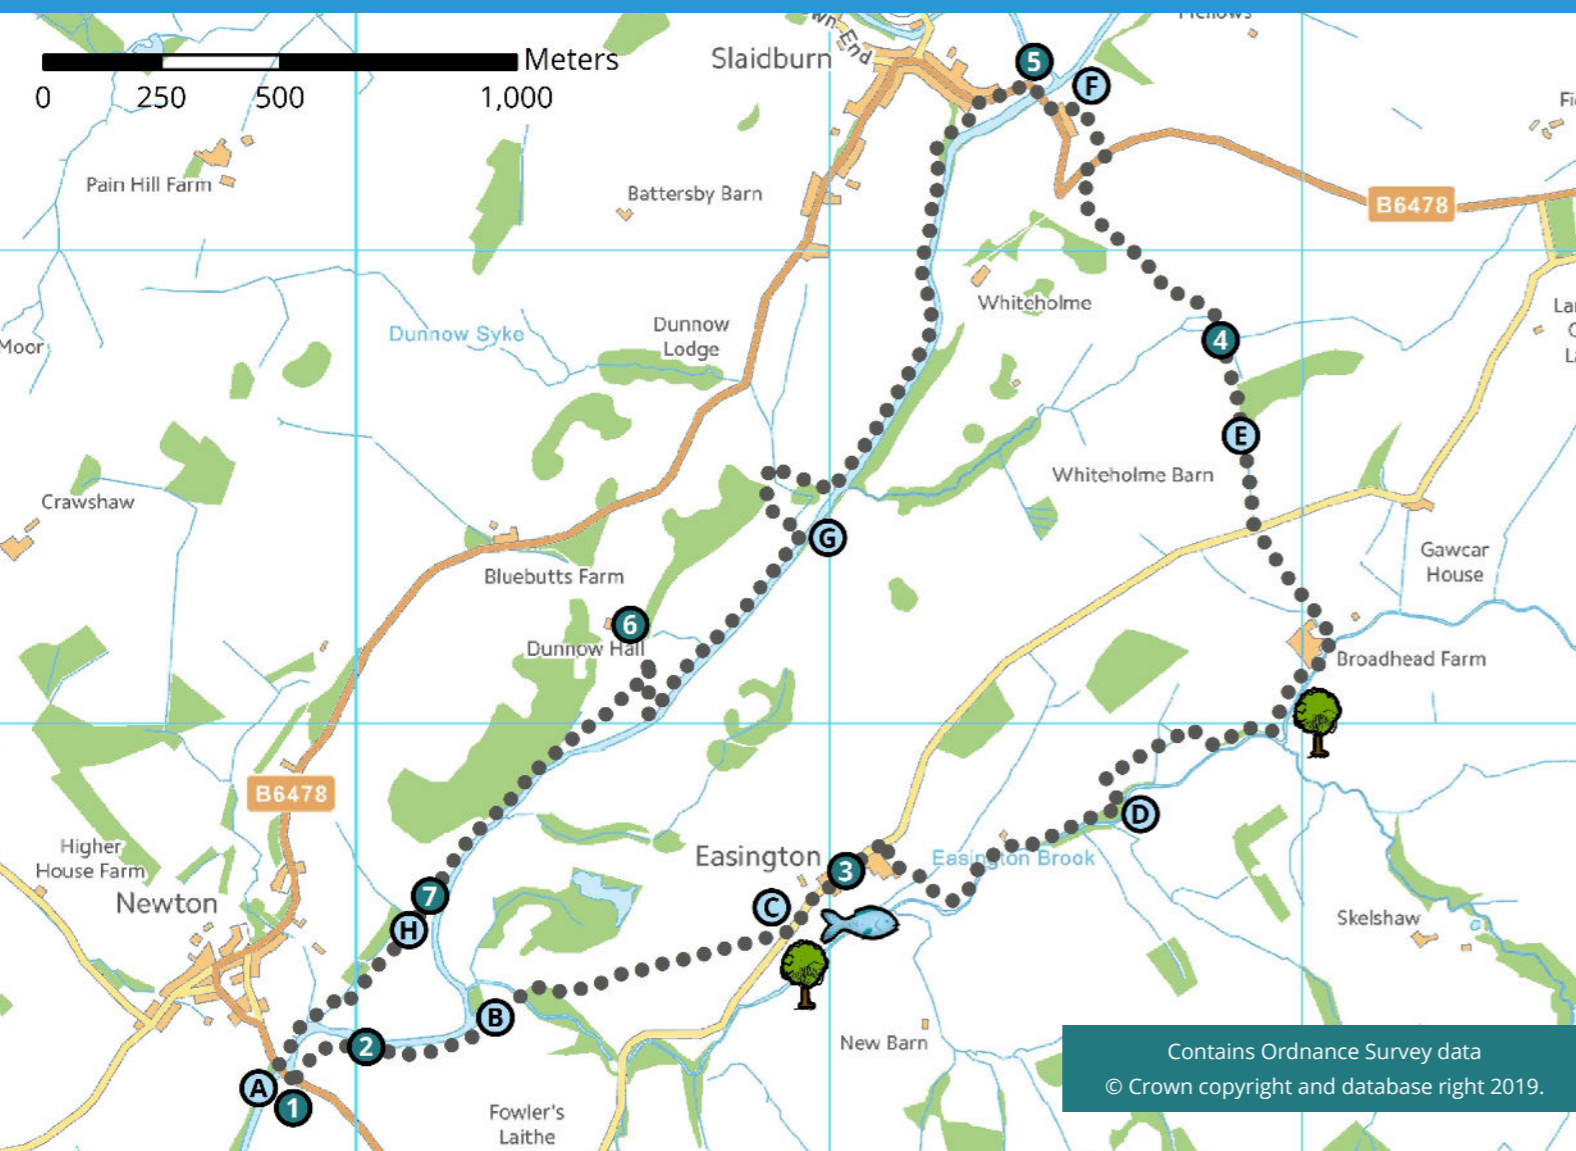 Meters
0
250
500
1,000
Slaidburn
5
F
Pain Hill Farm
Battersby Barn
B6478
Whiteholme
Dunnow Syke
Dunnow
Lodge
Moor
4
E
Whiteholme Barn
Crawshaw
G
Gawcar
House
Bluebutts Farm
6
Dunnow Hall
Broadhead Farm
B6478
D
Higher
House Farm
Easington
3
Easington Brook
7
Newton
C
H
Skelshaw
B
2
New Barn
A
1
Fowler's
Laithe
Contains Ordnance Survey data
© Crown copyright and database right 2019.